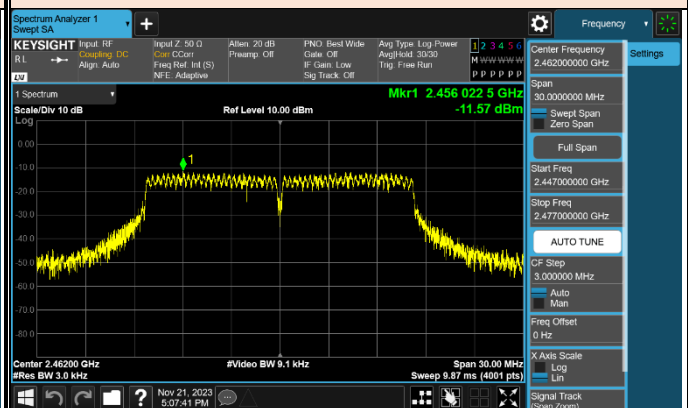 Spectrum Analyzer 1
Swept SA
+
Frequency
KEYSIGHT
R L
Input: RF
Coupling: DC
Align: Auto
Input Z: 50 Ω
Corr CCorr
Freq Ref: Int (S)
NFE: Adaptive
Atten: 20 dB
Preamp: Off
PNO: Best Wide
Gate: Off
IF Gain: Low
Sig Track: Off
Avg Type: Log-Power
Avg|Hold: 30/30
Trig: Free Run
1 2 3 4 5 6
M W W W W W
P P P P P P
LW
1 Spectrum
Scale/Div 10 dB
Ref Level 10.00 dBm
Mkr1 2.456 022 5 GHz
-11.57 dBm
Log
0.00
-10.0
-20.0
-30.0
-40.0
-50.0
-60.0
-70.0
-80.0
1
Center 2.46200 GHz
#Res BW 3.0 kHz
#Video BW 9.1 kHz
Span 30.00 MHz
Sweep 9.87 ms (4001 pts)
Center Frequency
2.462000000 GHz
Span
30.0000000 MHz
Swept Span
Zero Span
Full Span
Start Freq
2.447000000 GHz
Stop Freq
2.477000000 GHz
AUTO TUNE
CF Step
3.000000 MHz
Auto
Man
Freq Offset
0 Hz
X Axis Scale
Log
Lin
Signal Track
(Span Zoom)
Settings
?
Nov 21, 2023
5:07:41 PM